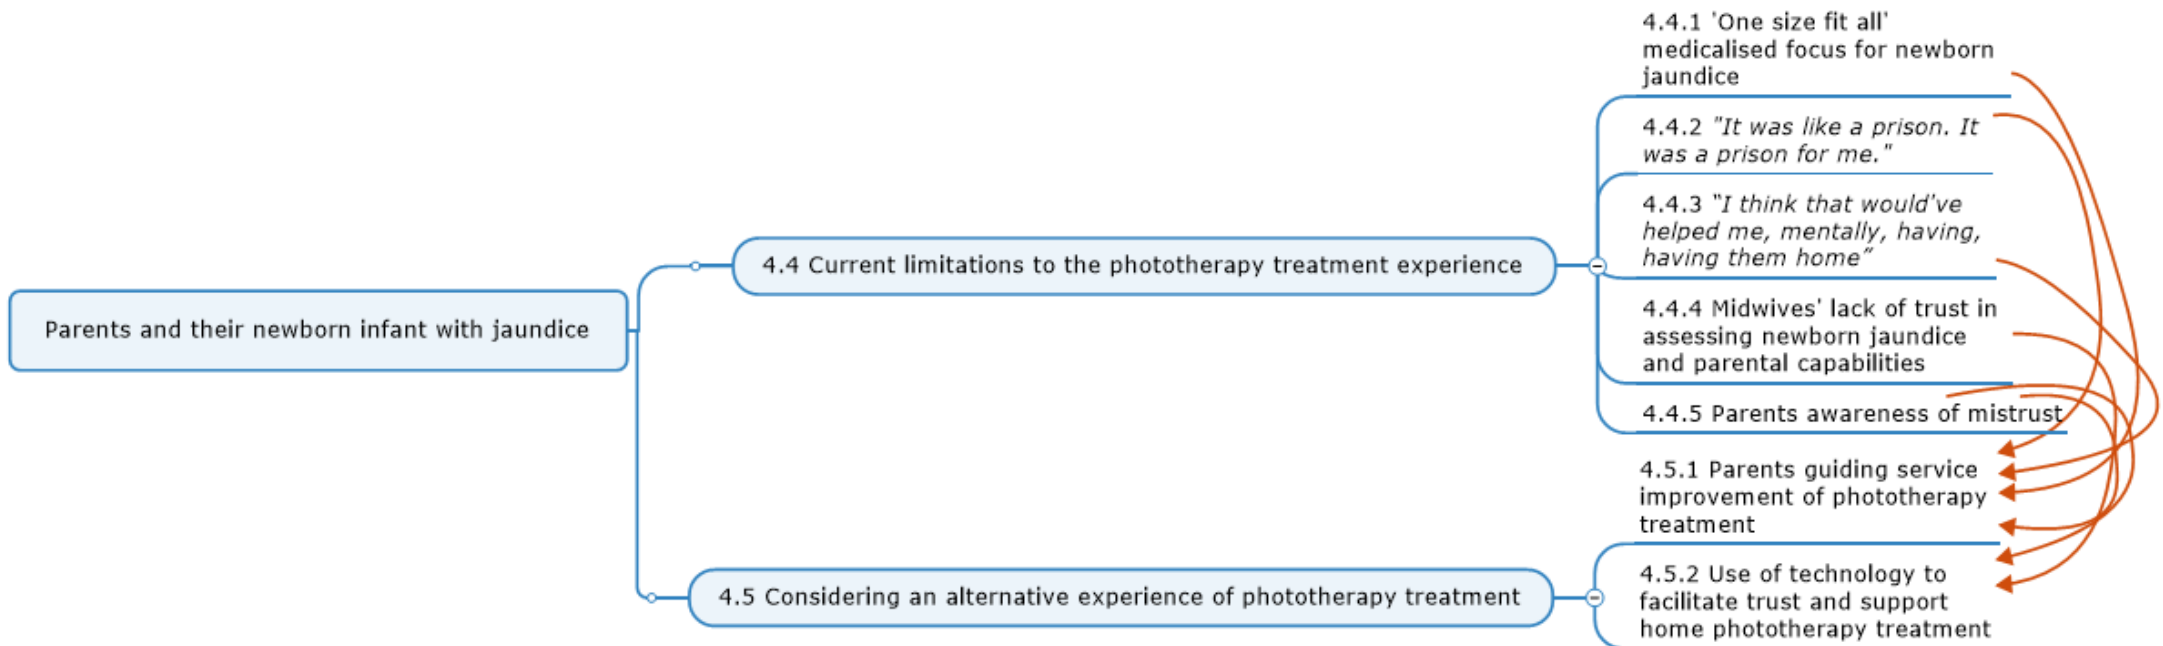 Parents and their newborn infant with jaundice
4.4 Current limitations to the phototherapy treatment experience
4.4.1 'One size fit all'
medicalised focus for newborn
jaundice
4.4.2 "It was like a prison. It
was a prison for me."
4.4.3 “I think that would've
helped me, mentally, having,
having them home”
4.4.4 Midwives' lack of trust in
assessing newborn jaundice
and parental capabilities
4.4.5 Parents awareness of mistrust
4.5 Considering an alternative experience of phototherapy treatment
4.5.1 Parents guiding service
improvement of phototherapy
treatment
4.5.2 Use of technology to
facilitate trust and support
home phototherapy treatment